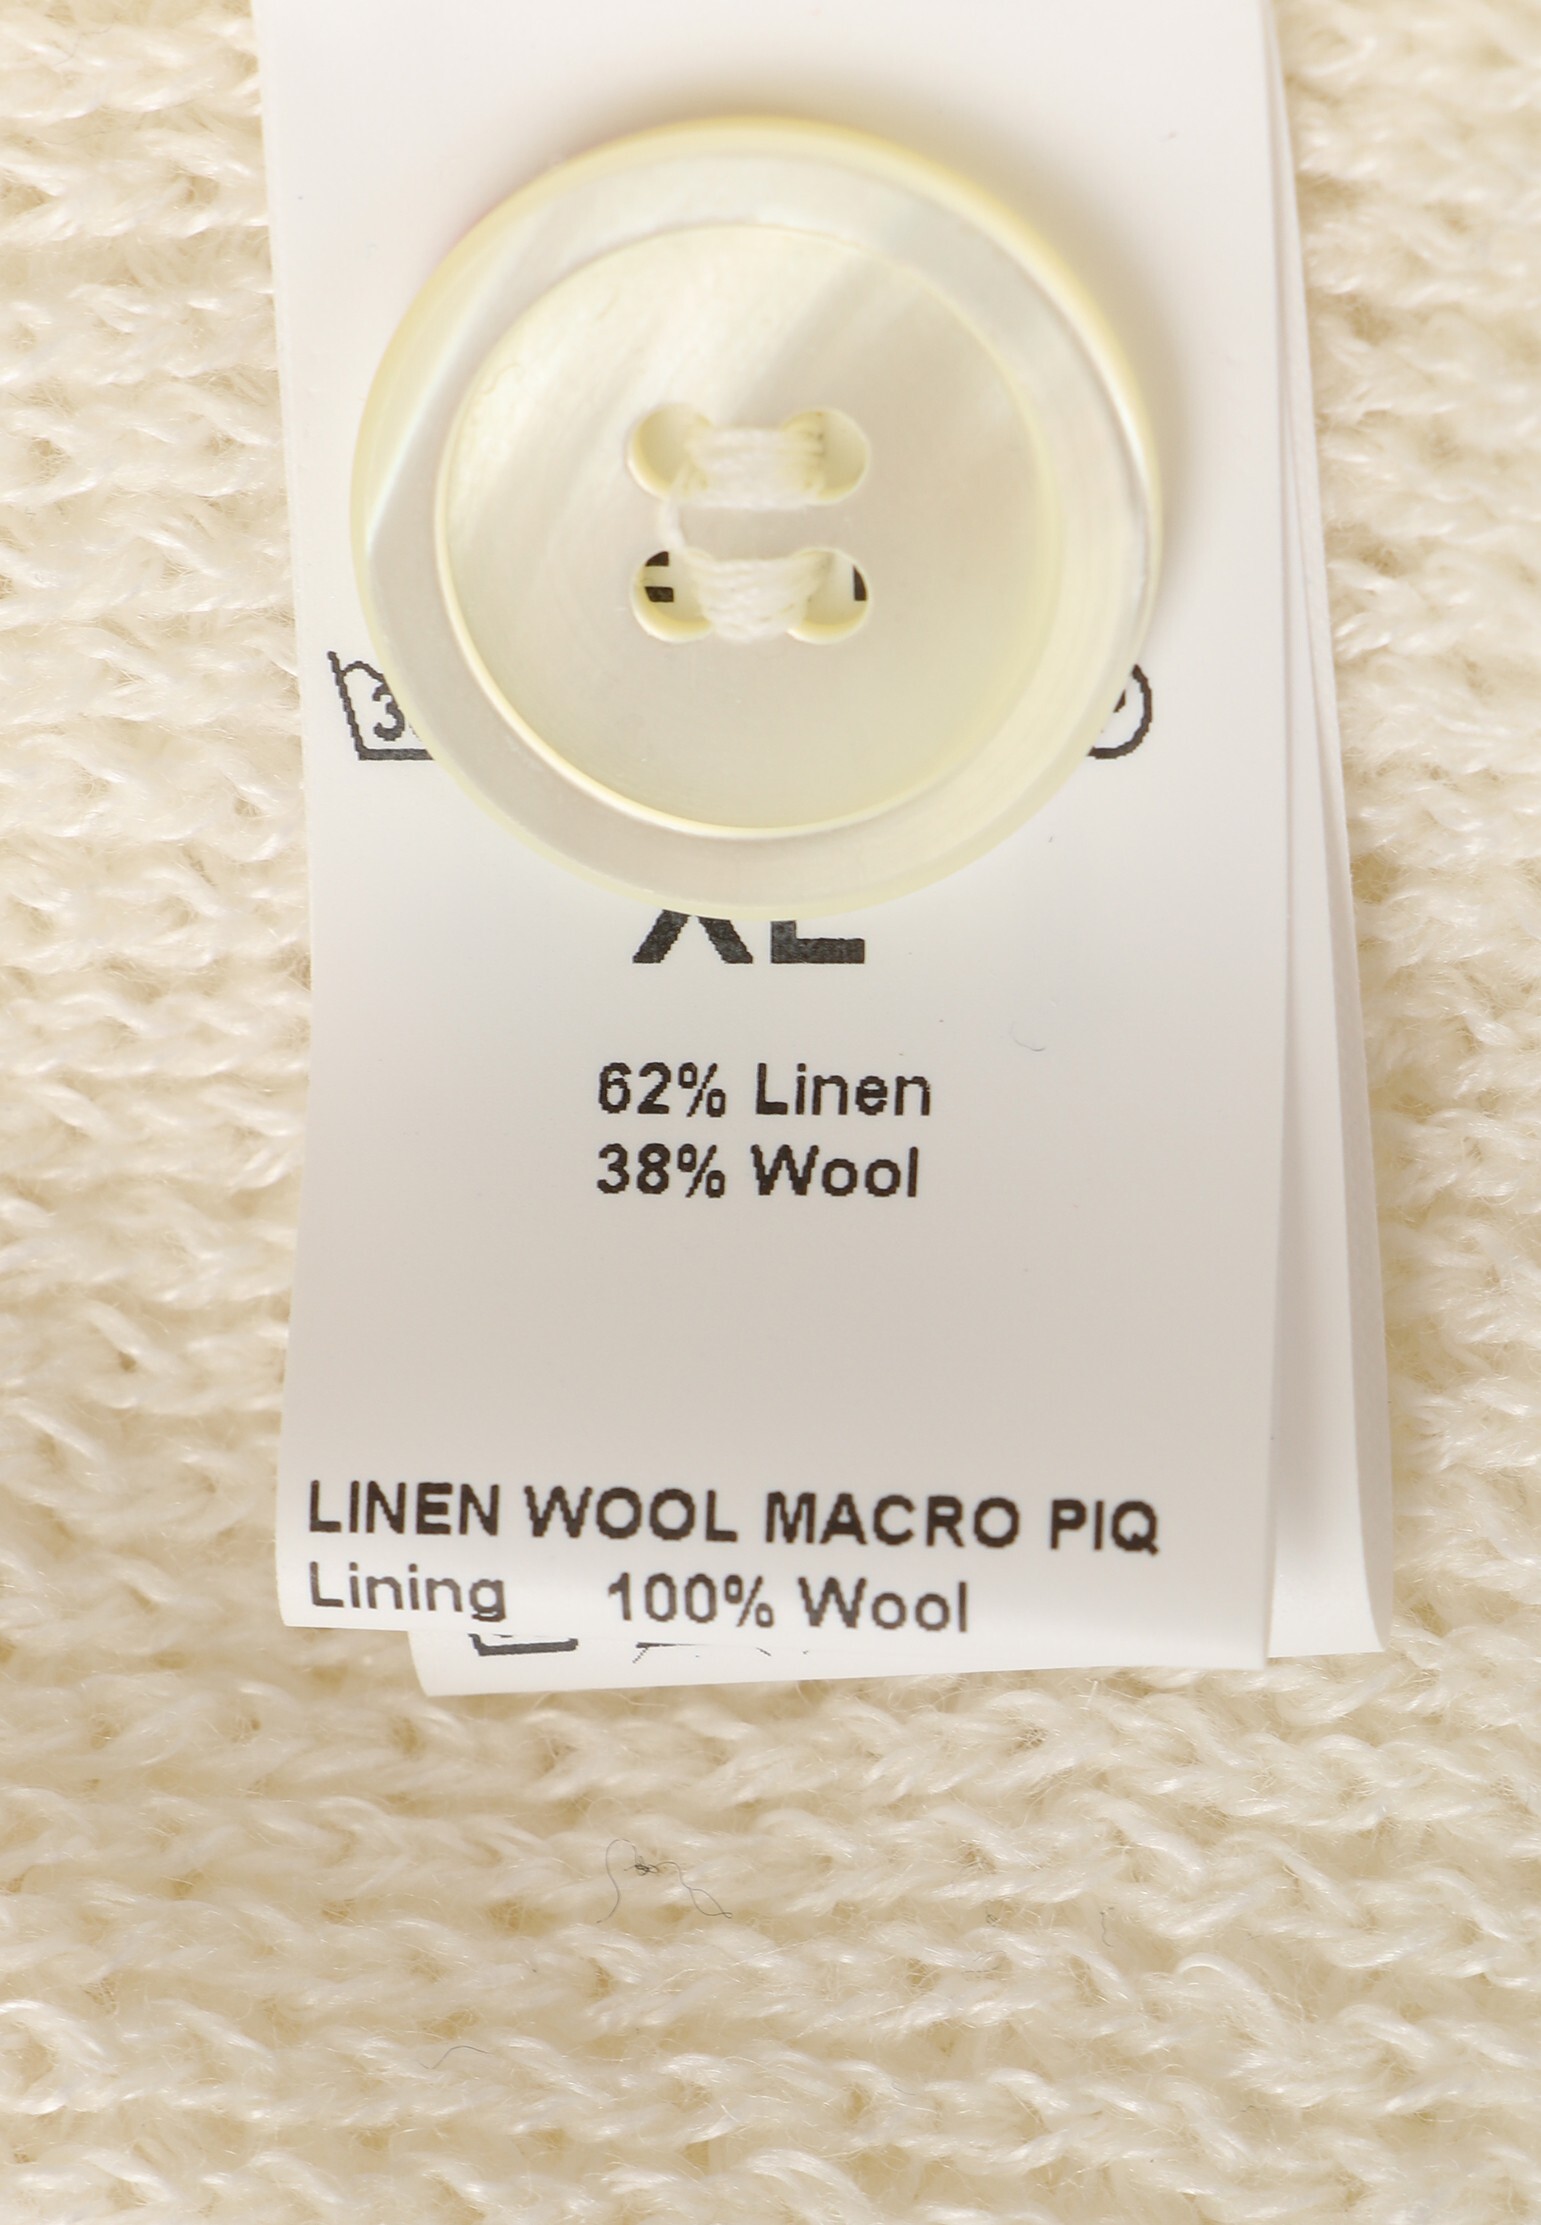 XL
62% Linen
38% Wool
LINEN WOOL MACRO PIQ
Lining 100% Wool